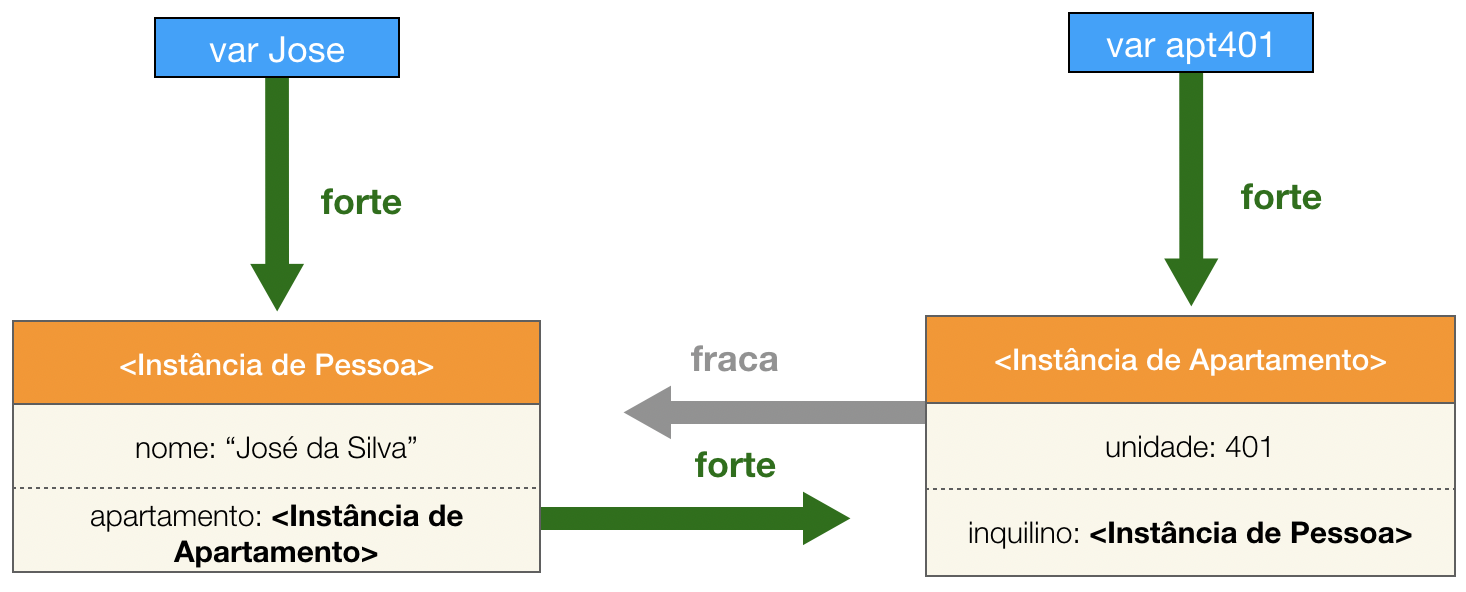 var Jose
var apt401
forte
forte
<Instância de Pessoa>
nome: “José da Silva”
apartamento: <Instância de
Apartamento>
fraca
forte
<Instância de Apartamento>
unidade: 401
inquilino: <Instância de Pessoa>